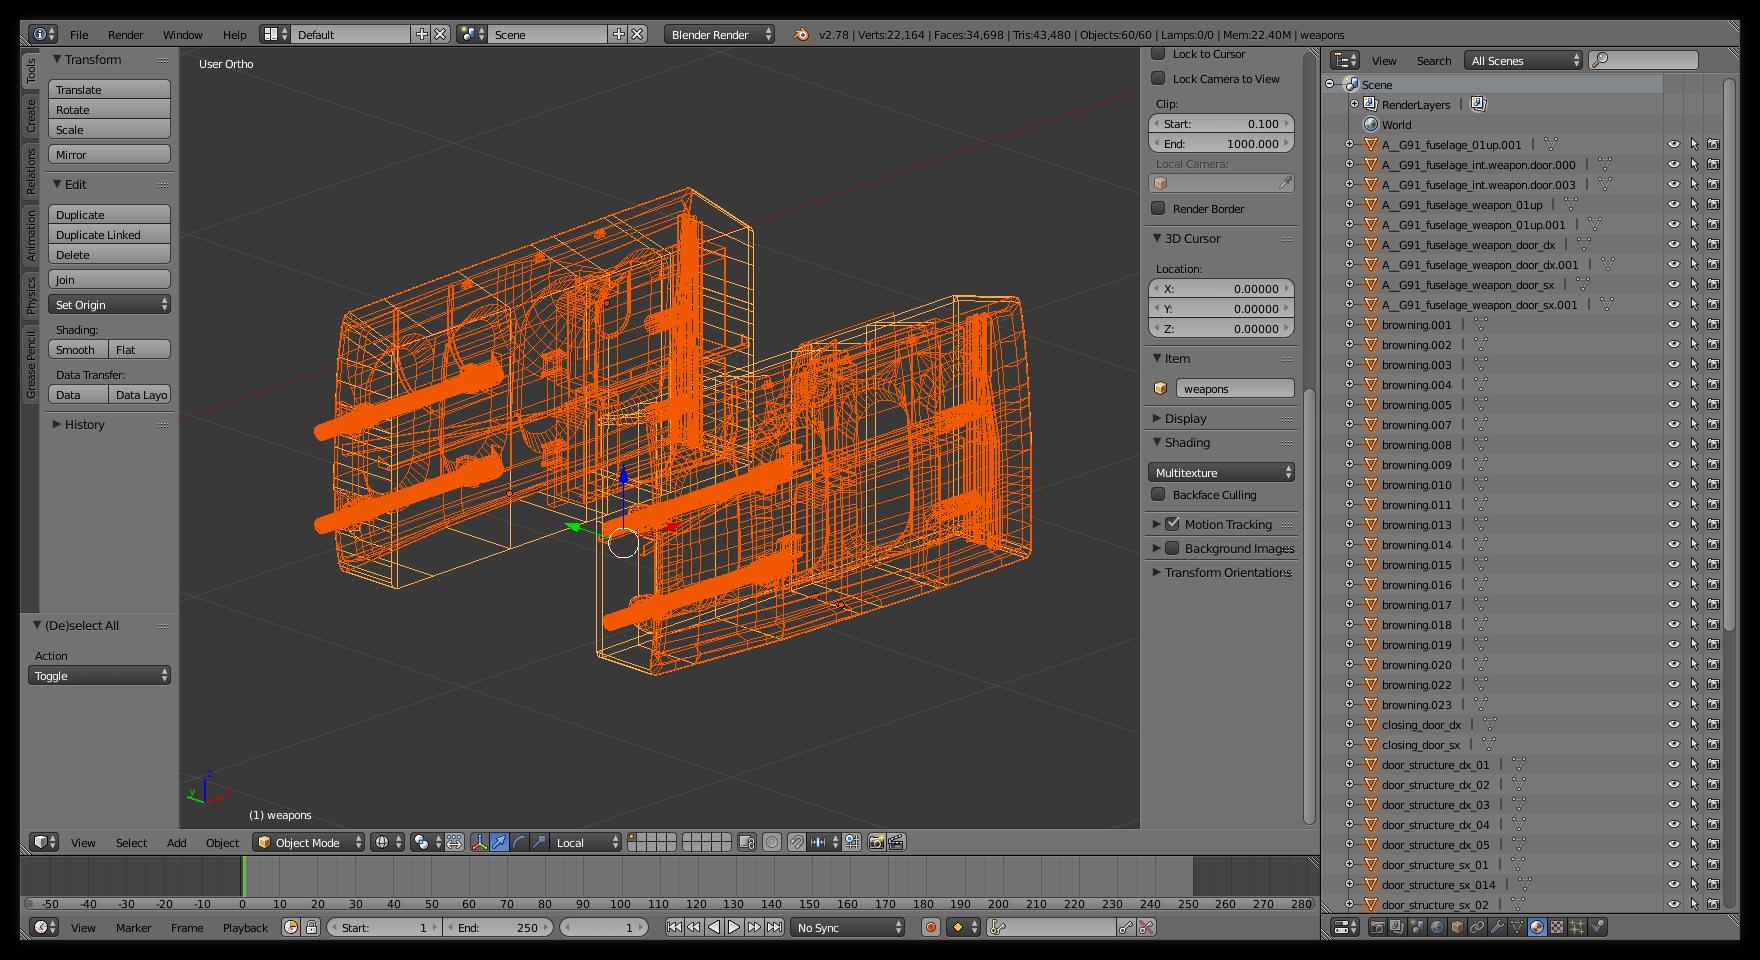 File Render Window Help Default Scene Blender Render v2.78 | Verts:22,164 | Faces:34,698 | Tris:43,480 | Objects:60/60 | Lamps:0/0 | Mem:22.40M | weapons
Tools
Create
Relations
Animation
Physics
Grease Pencil
Transform
Translate
Rotate
Scale
Mirror
Edit
Duplicate
Duplicate Linked
Delete
Join
Set Origin
Shading:
Smooth Flat
Data Transfer:
Data Data Layo
History
(De)select All
Action
Toggle
User Ortho
z
y
x
(1) weapons
Lock to Cursor
Lock Camera to View
Clip:
Start: 0.100
End: 1000.000
Local Camera:
Render Border
3D Cursor
Location:
X: 0.00000
Y: 0.00000
Z: 0.00000
Item
weapons
Display
Shading
Multitexture
Backface Culling
Motion Tracking
Background Images
Transform Orientations
View Search All Scenes
Scene
RenderLayers |
World
A__G91_fuselage_01up.001 |
A__G91_fuselage_int.weapon.door.000 |
A__G91_fuselage_int.weapon.door.003 |
A__G91_fuselage_weapon_01up |
A__G91_fuselage_weapon_01up.001 |
A__G91_fuselage_weapon_door_dx |
A__G91_fuselage_weapon_door_dx.001 |
A__G91_fuselage_weapon_door_sx |
A__G91_fuselage_weapon_door_sx.001 |
browning.001 |
browning.002 |
browning.003 |
browning.004 |
browning.005 |
browning.007 |
browning.008 |
browning.009 |
browning.010 |
browning.011 |
browning.013 |
browning.014 |
browning.015 |
browning.016 |
browning.017 |
browning.018 |
browning.019 |
browning.020 |
browning.022 |
browning.023 |
closing_door_dx |
closing_door_sx |
door_structure_dx_01 |
door_structure_dx_02 |
door_structure_dx_03 |
door_structure_dx_04 |
door_structure_dx_05 |
door_structure_sx_01 |
door_structure_sx_014 |
door_structure_sx_02 |
View Select Add Object Object Mode Local
-50 -40 -30 -20 -10 0 10 20 30 40 50 60 70 80 90 100 110 120 130 140 150 160 170 180 190 200 210 220 230 240 250 260 270 280
View Marker Frame Playback Start: 1 End: 250 1 No Sync